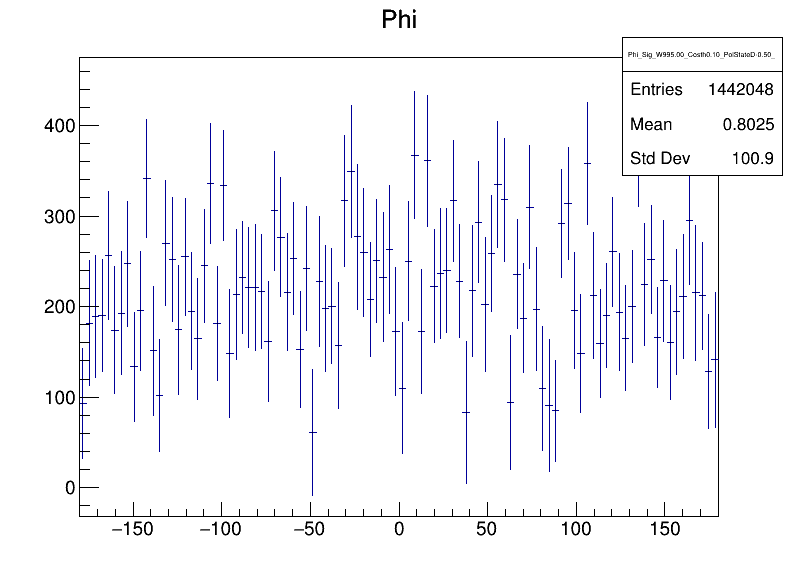 Phi
Phi_Sig_W995.00_Costh0.10_PolStateD-0.50_
Entries 1442048
Mean 0.8025
Std Dev 100.9
400
300
200
100
0
−150 −100 −50 0 50 100 150